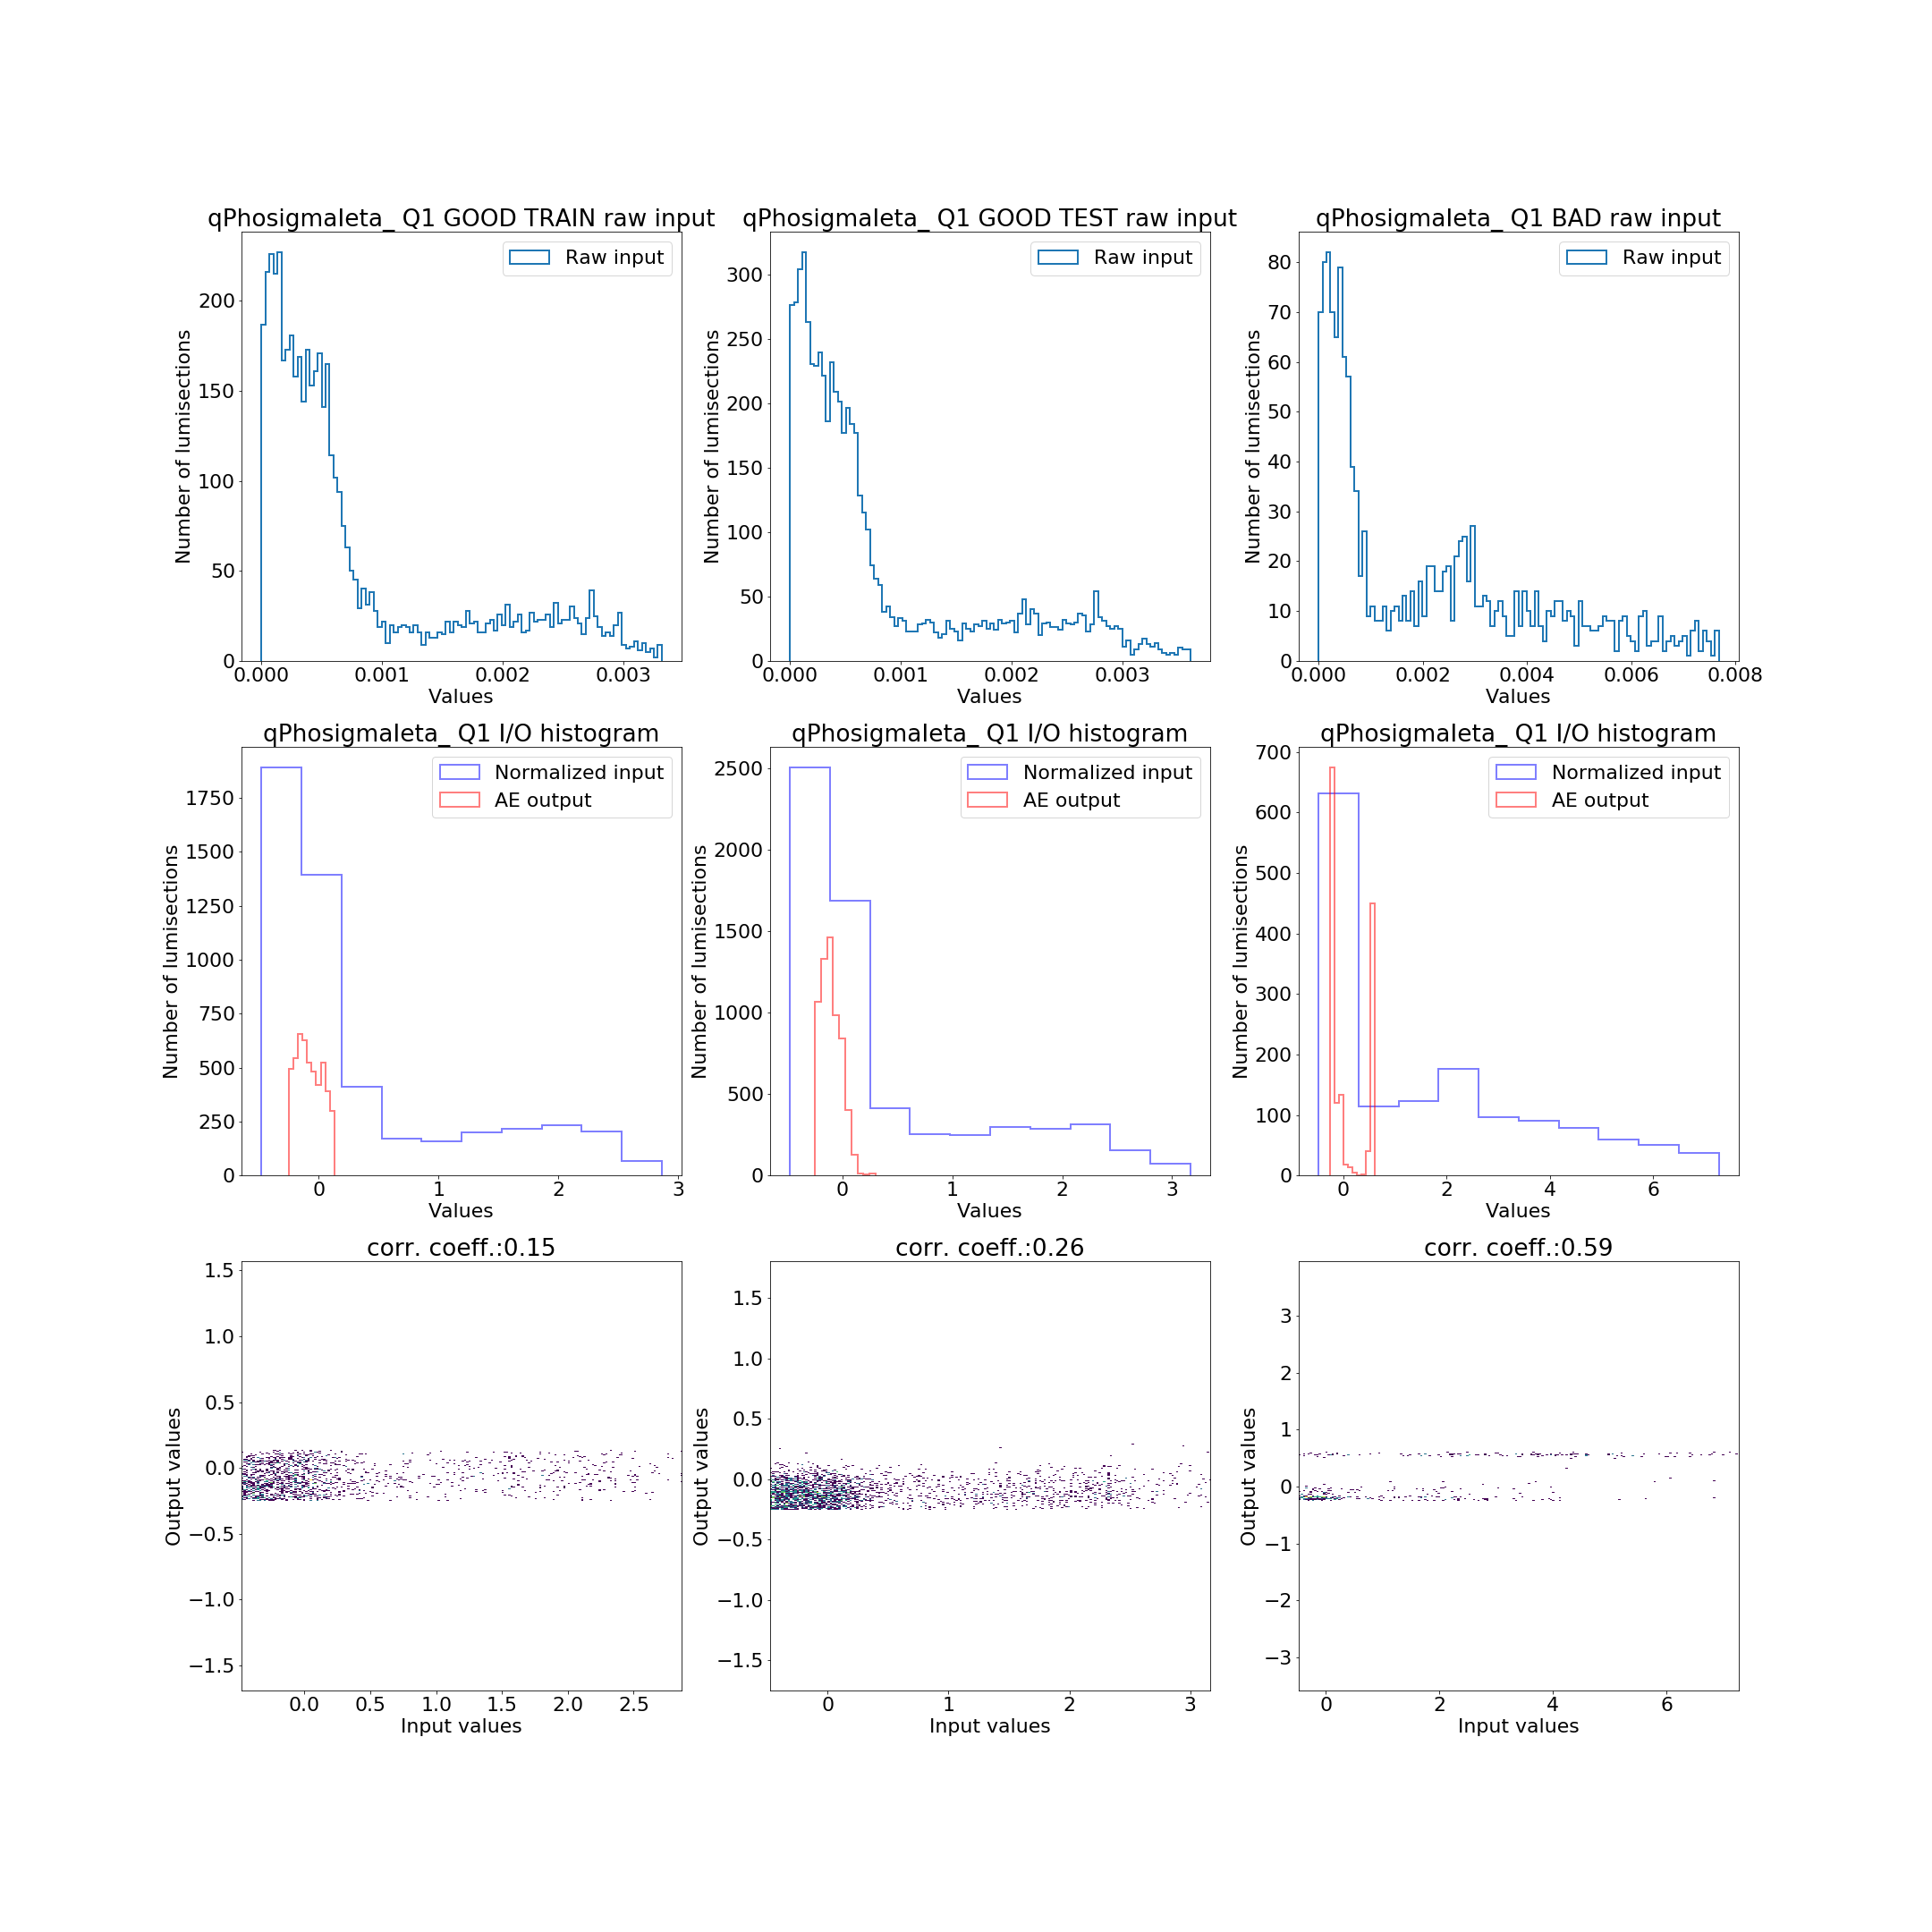 qPhosigmaIeta_ Q1 GOOD TRAIN raw input
Raw input
Number of lumisections
200
150
100
50
0
0.000 0.001 0.002 0.003
Values
qPhosigmaIeta_ Q1 GOOD TEST raw input
Raw input
Number of lumisections
300
250
200
150
100
50
0
0.000 0.001 0.002 0.003
Values
qPhosigmaIeta_ Q1 BAD raw input
Raw input
Number of lumisections
80
70
60
50
40
30
20
10
0
0.000 0.002 0.004 0.006 0.008
Values
qPhosigmaIeta_ Q1 I/O histogram
Normalized input
AE output
Number of lumisections
1750
1500
1250
1000
750
500
250
0
0 1 2 3
Values
qPhosigmaIeta_ Q1 I/O histogram
Normalized input
AE output
Number of lumisections
2500
2000
1500
1000
500
0
0 1 2 3
Values
qPhosigmaIeta_ Q1 I/O histogram
Normalized input
AE output
Number of lumisections
700
600
500
400
300
200
100
0
0 2 4 6
Values
corr. coeff.:0.15
Output values
1.5
1.0
0.5
0.0
−0.5
−1.0
−1.5
0.0 0.5 1.0 1.5 2.0 2.5
Input values
corr. coeff.:0.26
Output values
1.5
1.0
0.5
0.0
−0.5
−1.0
−1.5
0 1 2 3
Input values
corr. coeff.:0.59
Output values
3
2
1
0
−1
−2
−3
0 2 4 6
Input values